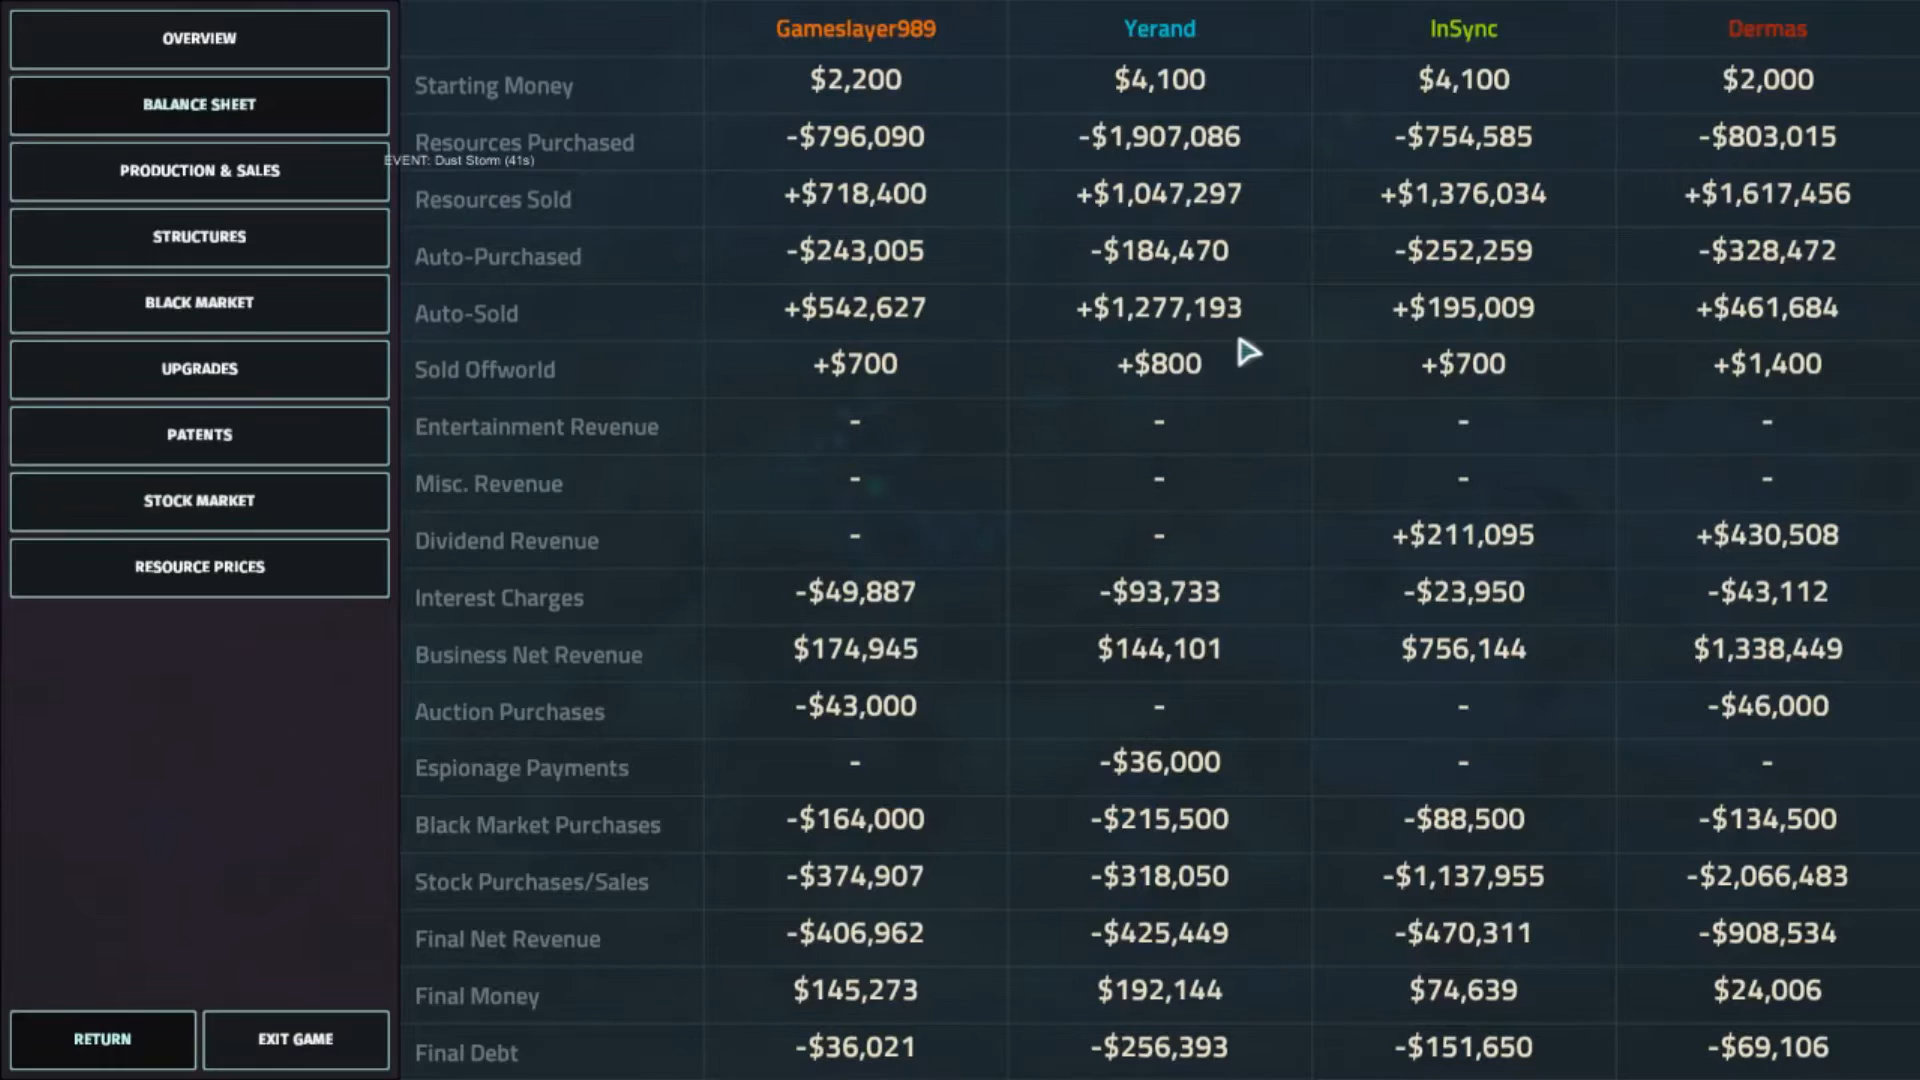 OVERVIEW
BALANCE SHEET
PRODUCTION & SALES
STRUCTURES
BLACK MARKET
UPGRADES
PATENTS
STOCK MARKET
RESOURCE PRICES
RETURN EXIT GAME
EVENT: Dust Storm (41s)
Gameslayer989 Yerand InSync Dermas
Starting Money $2,200 $4,100 $4,100 $2,000
Resources Purchased -$796,090 -$1,907,086 -$754,585 -$803,015
Resources Sold +$718,400 +$1,047,297 +$1,376,034 +$1,617,456
Auto-Purchased -$243,005 -$184,470 -$252,259 -$328,472
Auto-Sold +$542,627 +$1,277,193 +$195,009 +$461,684
Sold Offworld +$700 +$800 +$700 +$1,400
Entertainment Revenue - - - -
Misc. Revenue - - - -
Dividend Revenue - - +$211,095 +$430,508
Interest Charges -$49,887 -$93,733 -$23,950 -$43,112
Business Net Revenue $174,945 $144,101 $756,144 $1,338,449
Auction Purchases -$43,000 - - -$46,000
Espionage Payments - -$36,000 - -
Black Market Purchases -$164,000 -$215,500 -$88,500 -$134,500
Stock Purchases/Sales -$374,907 -$318,050 -$1,137,955 -$2,066,483
Final Net Revenue -$406,962 -$425,449 -$470,311 -$908,534
Final Money $145,273 $192,144 $74,639 $24,006
Final Debt -$36,021 -$256,393 -$151,650 -$69,106